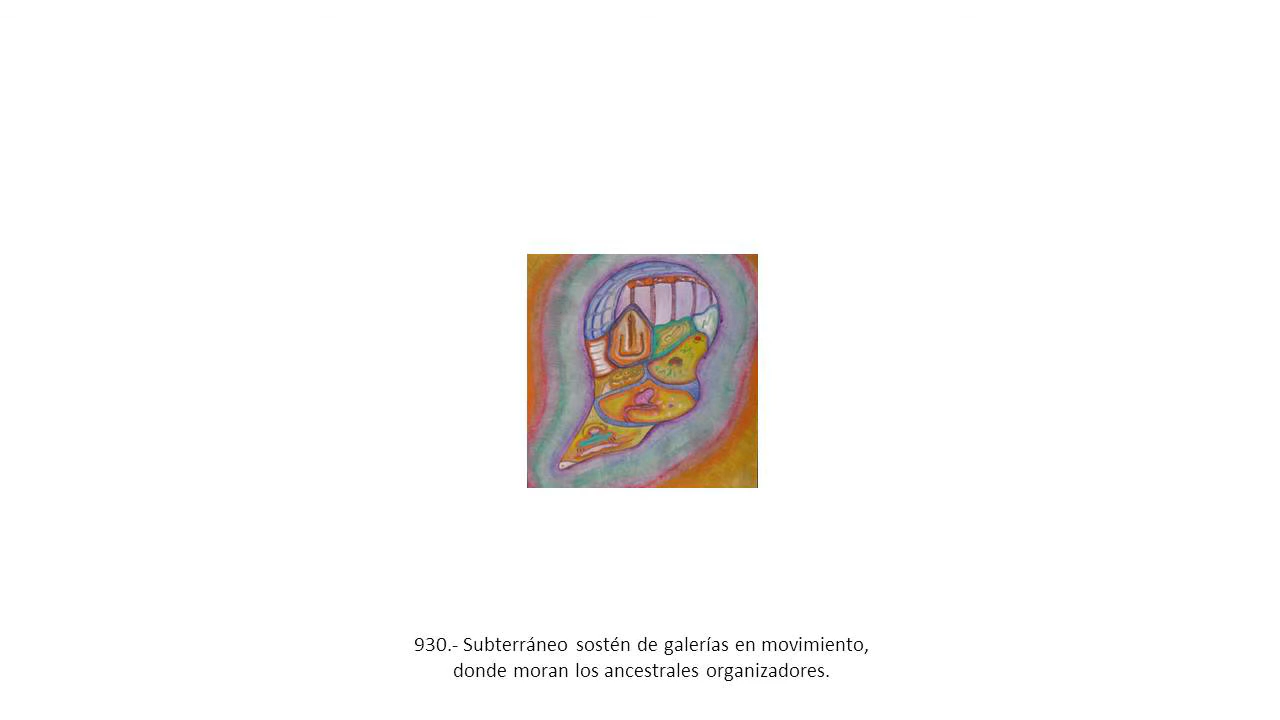 930.- Subterráneo sostén de galerías en movimiento,
donde moran los ancestrales organizadores.